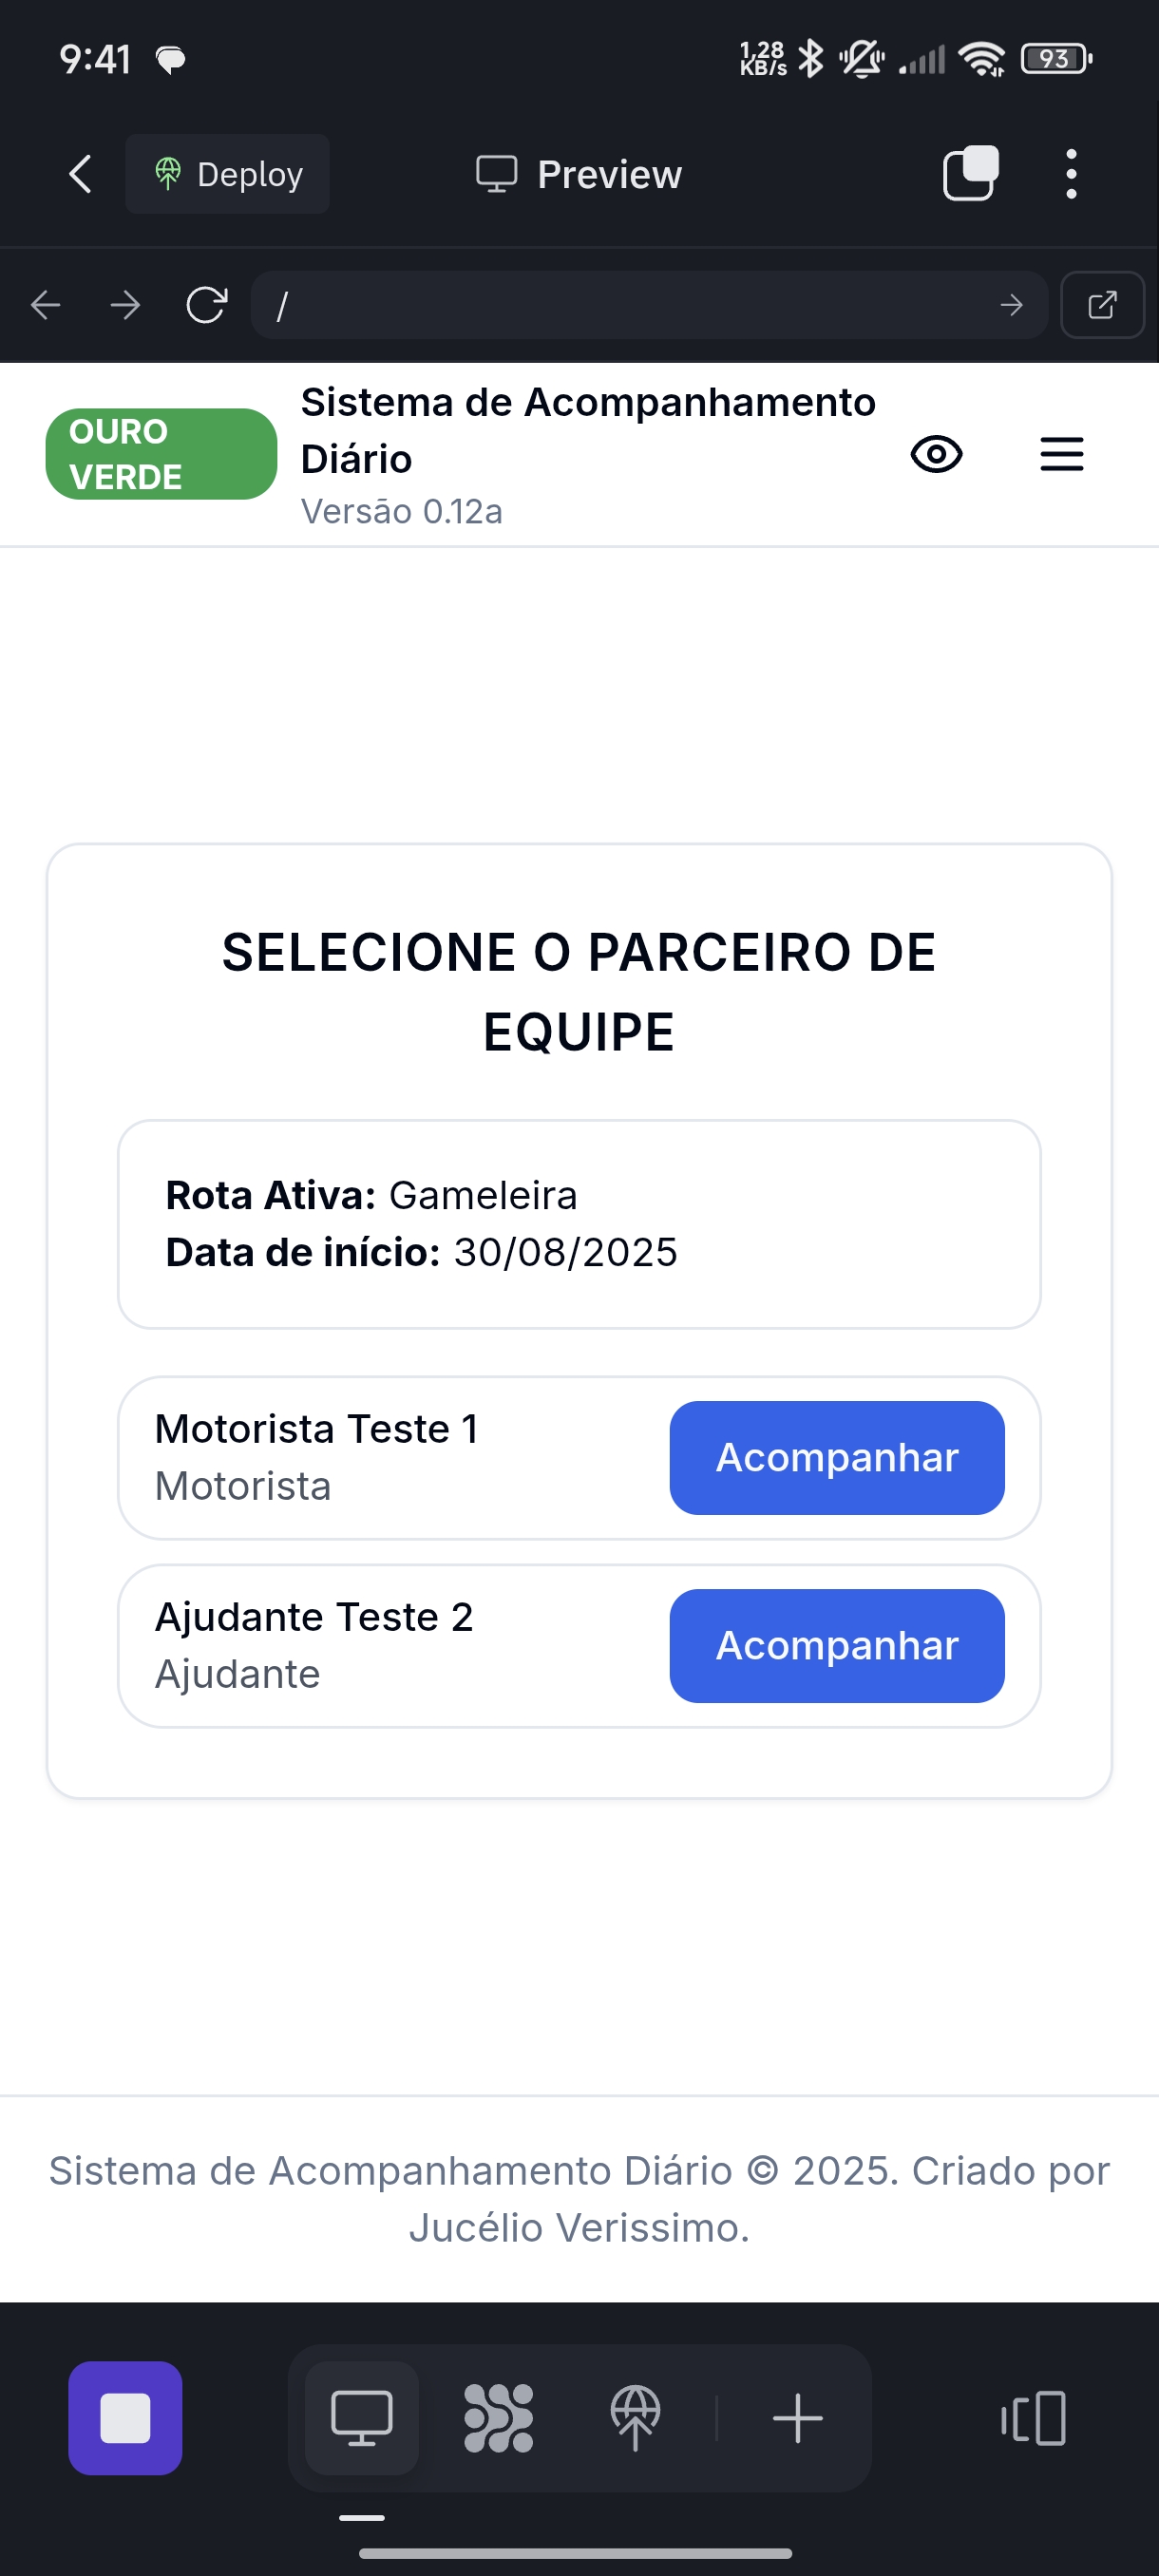 9:41
1,28
KB/s
93
Deploy
Preview
/
OURO
VERDE
Sistema de Acompanhamento
Diário
Versão 0.12a
SELECIONE O PARCEIRO DE
EQUIPE
Rota Ativa: Gameleira
Data de início: 30/08/2025
Motorista Teste 1
Motorista
Acompanhar
Ajudante Teste 2
Ajudante
Acompanhar
Sistema de Acompanhamento Diário © 2025. Criado por
Jucélio Verissimo.